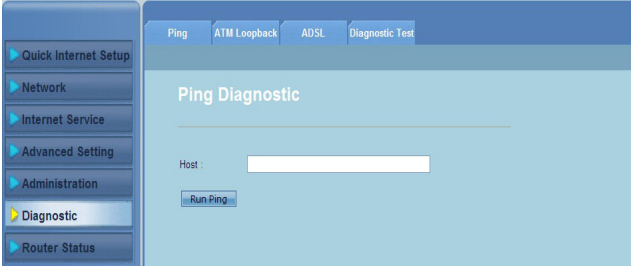 Ping
ATM Loopback
ADSL
Diagnostic Test
Quick Internet Setup
Network
Internet Service
Advanced Setting
Administration
Diagnostic
Router Status
Ping Diagnostic
Host :
Run Ping